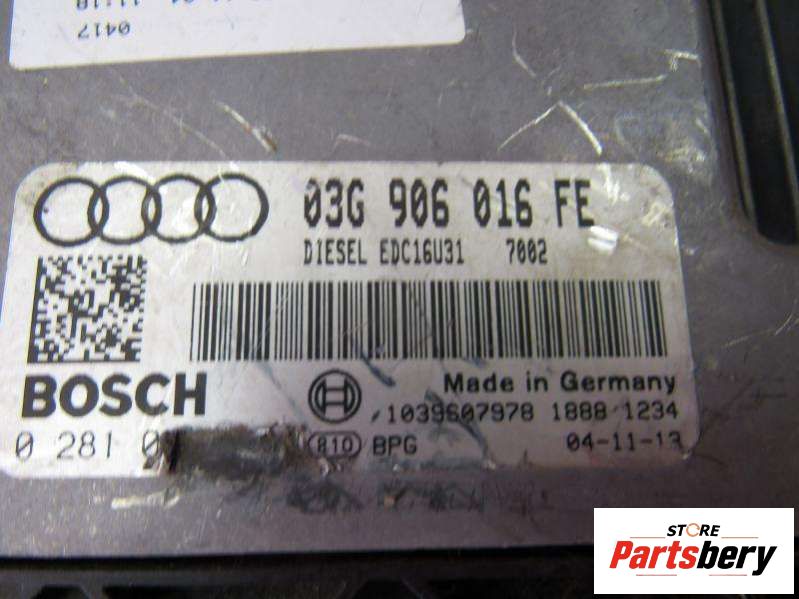 0417
03G 906 016 FE
DIESEL EDC16U31 7002
BOSCH
Made in Germany
1039S07978 1888 1234
0 281 0
810 BPG
04-11-13
STORE
Partsbery